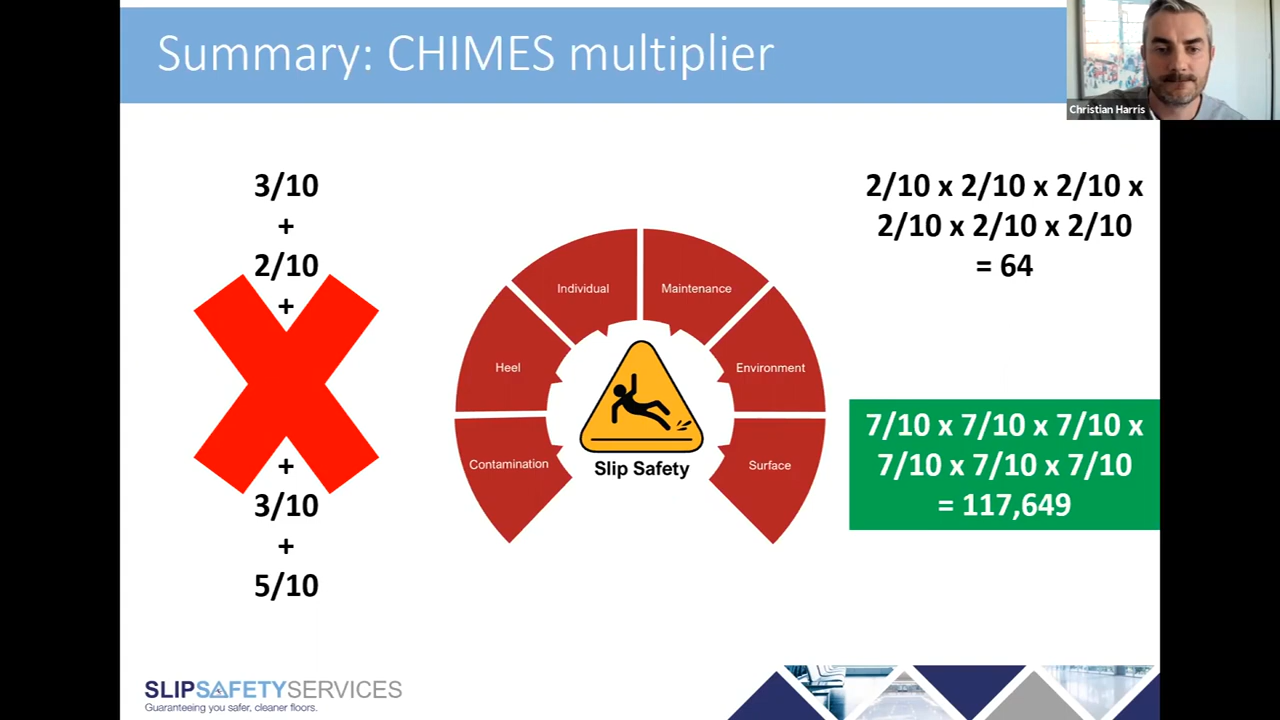 Summary: CHIMES multiplier
Christian Harris
3/10
+
2/10
+
+
3/10
+
5/10
Individual
Maintenance
Heel
Environment
Contamination
Surface
Slip Safety
2/10 x 2/10 x 2/10 x
2/10 x 2/10 x 2/10
= 64
7/10 x 7/10 x 7/10 x
7/10 x 7/10 x 7/10
= 117,649
SLIPSAFETYSERVICES
Guaranteeing you safer, cleaner floors.